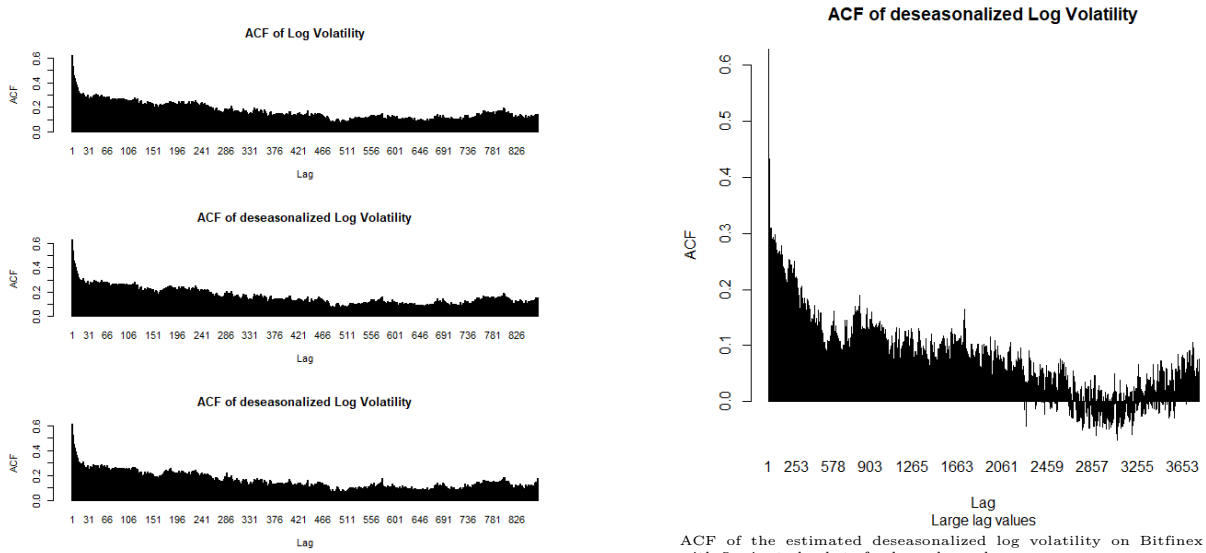 ACF of Log Volatility
ACF
0.0 0.2 0.4 0.6
1 31 66 106 151 196 241 286 331 376 421 466 511 556 601 646 691 736 781 826
Lag
ACF of deseasonalized Log Volatility
ACF
0.0 0.2 0.4 0.6
1 31 66 106 151 196 241 286 331 376 421 466 511 556 601 646 691 736 781 826
Lag
ACF of deseasonalized Log Volatility
ACF
0.0 0.2 0.4 0.6
1 31 66 106 151 196 241 286 331 376 421 466 511 556 601 646 691 736 781 826
Lag
ACF of deseasonalized Log Volatility
ACF
0.0 0.1 0.2 0.3 0.4 0.5 0.6
1 253 578 903 1265 1663 2061 2459 2857 3255 3653
Lag
Large lag values
ACF of the estimated deseasonalized log volatility on Bitfinex